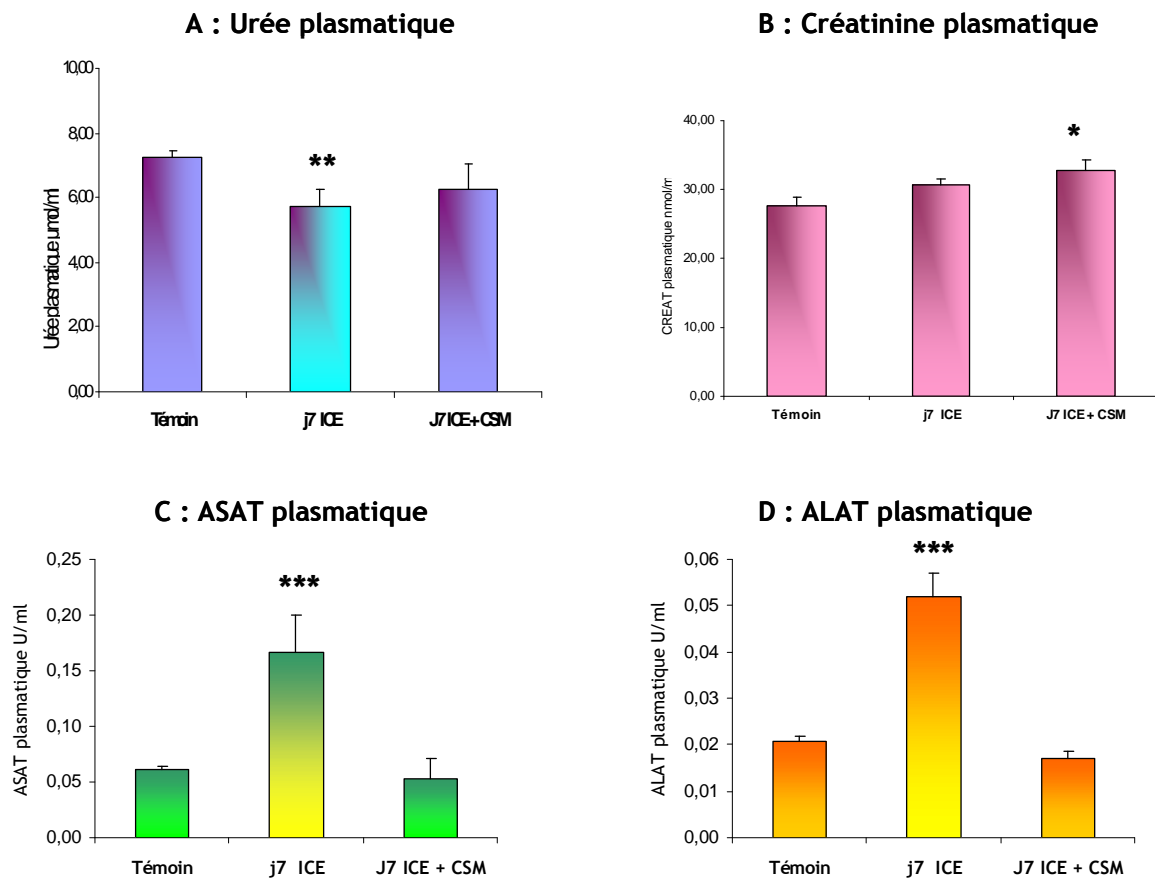 A : Urée plasmatique
10,00
8,00
6,00
4,00
2,00
0,00
Urée plasmatique µmol/ml
**
Témoin
j7 ICE
J7 ICE+CSM
B : Créatinine plasmatique
40,00
30,00
20,00
10,00
0,00
CREAT plasmatique nmol/m
*
Témoin
j7 ICE
J7 ICE + CSM
C : ASAT plasmatique
0,25
0,20
0,15
0,10
0,05
0,00
ASAT plasmatique U/ml
***
Témoin
j7 ICE
J7 ICE + CSM
D : ALAT plasmatique
0,06
0,05
0,04
0,03
0,02
0,01
0,00
ALAT plasmatique U/ml
***
Témoin
j7 ICE
J7 ICE + CSM